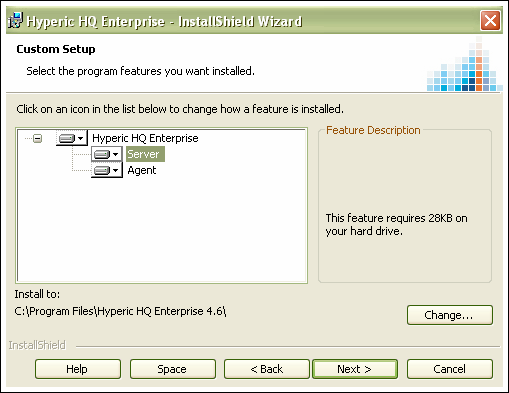 Hyperic HQ Enterprise - InstallShield Wizard
Custom Setup
Select the program features you want installed.
Click on an icon in the list below to change how a feature is installed.
Hyperic HQ Enterprise
Server
Agent
Feature Description
This feature requires 28KB on
your hard drive.
Install to:
C:\Program Files\Hyperic HQ Enterprise 4.6\
Change...
InstallShield
Help
Space
< Back
Next >
Cancel